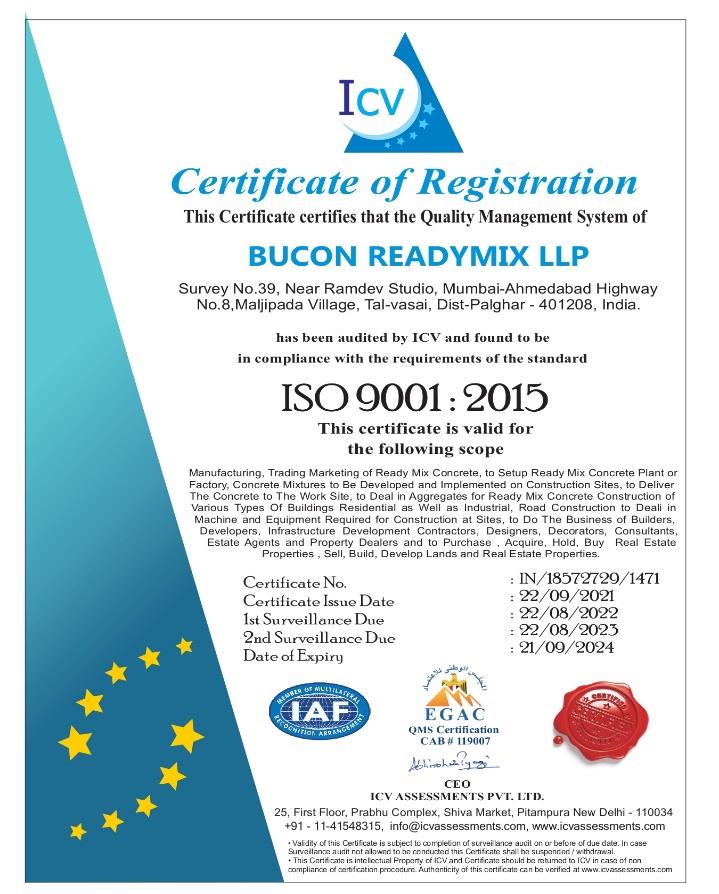 Icv
Certificate of Registration
This Certificate certifies that the Quality Management System of
BUCON READYMIX LLP
Survey No.39, Near Ramdev Studio, Mumbai-Ahmedabad Highway
No.8,Maljipada Village, Tal-vasai, Dist-Palghar - 401208, India.
has been audited by ICV and found to be
in compliance with the requirements of the standard
ISO 9001 : 2015
This certificate is valid for
the following scope
Manufacturing, Trading Marketing of Ready Mix Concrete, to Setup Ready Mix Concrete Plant or
Factory, Concrete Mixtures to Be Developed and Implemented on Construction Sites, to Deliver
The Concrete to The Work Site, to Deal in Aggregates for Ready Mix Concrete Construction of
Various Types Of Buildings Residential as Well as Industrial, Road Construction to Deali in
Machine and Equipment Required for Construction at Sites, to Do The Business of Builders,
Developers, Infrastructure Development Contractors, Designers, Decorators, Consultants,
Estate Agents and Property Dealers and to Purchase , Acquire, Hold, Buy Real Estate
Properties , Sell, Build, Develop Lands and Real Estate Properties.
Certificate No. : IN/18572729/1471
Certificate Issue Date : 22/09/2021
1st Surveillance Due : 22/08/2022
2nd Surveillance Due : 22/08/2023
Date of Expiry : 21/09/2024
MEMBER OF MULTILATERAL
IAF
RECOGNITION ARRANGEMENT
المجلس الوطني للاعتماد
EGAC
QMS Certification
CAB # 119007
CERTIFIED
CEO
ICV ASSESSMENTS PVT. LTD.
25, First Floor, Prabhu Complex, Shiva Market, Pitampura New Delhi - 110034
+91 - 11-41548315, info@icvassessments.com, www.icvassessments.com
• Validity of this Certificate is subject to completion of surveillance audit on or before of due date. In case
Surveillance audit not allowed to be conducted this Certificate shall be suspended / withdrawal.
• This Certificate is intellectual Property of ICV and Certificate should be returned to ICV in case of non
compliance of certification procedure. Authenticity of this certificate can be verified at www.icvassessments.com